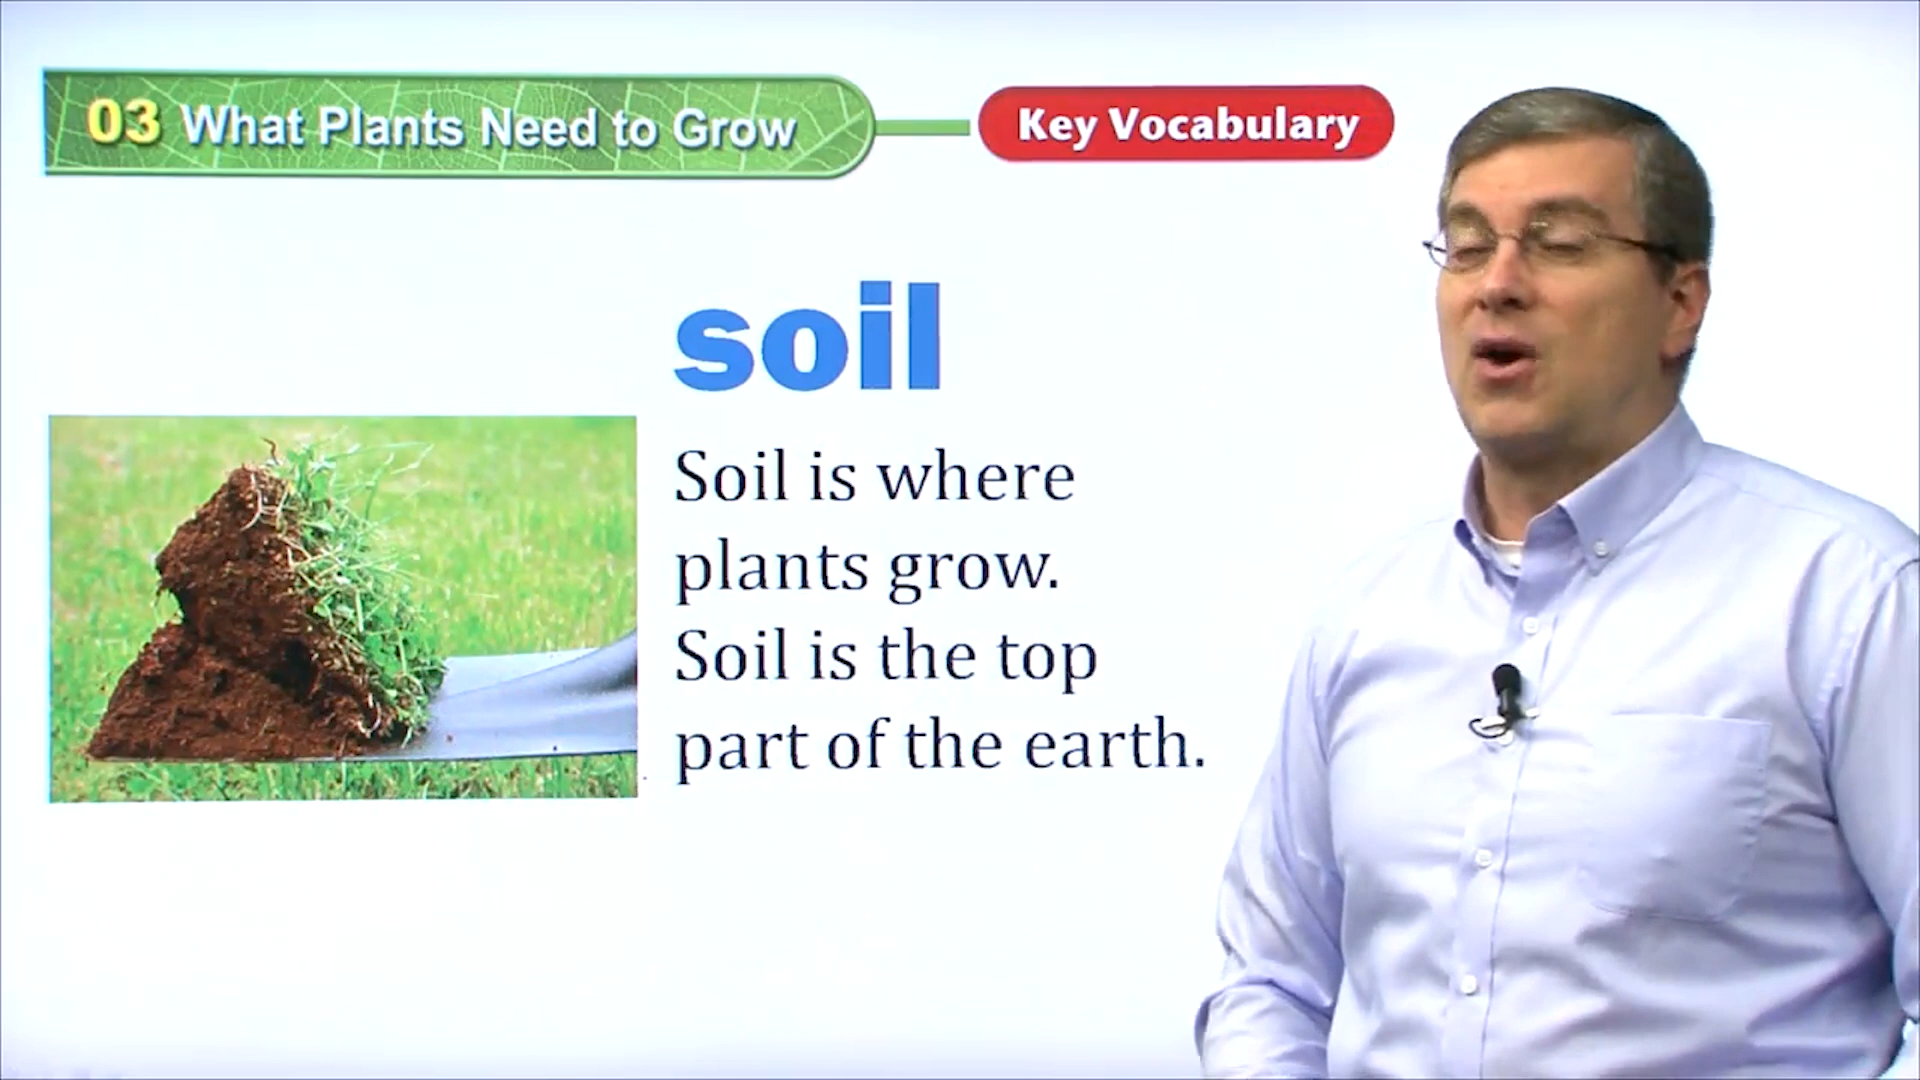 03 What Plants Need to Grow
Key Vocabulary
soil
Soil is where
plants grow.
Soil is the top
part of the earth.